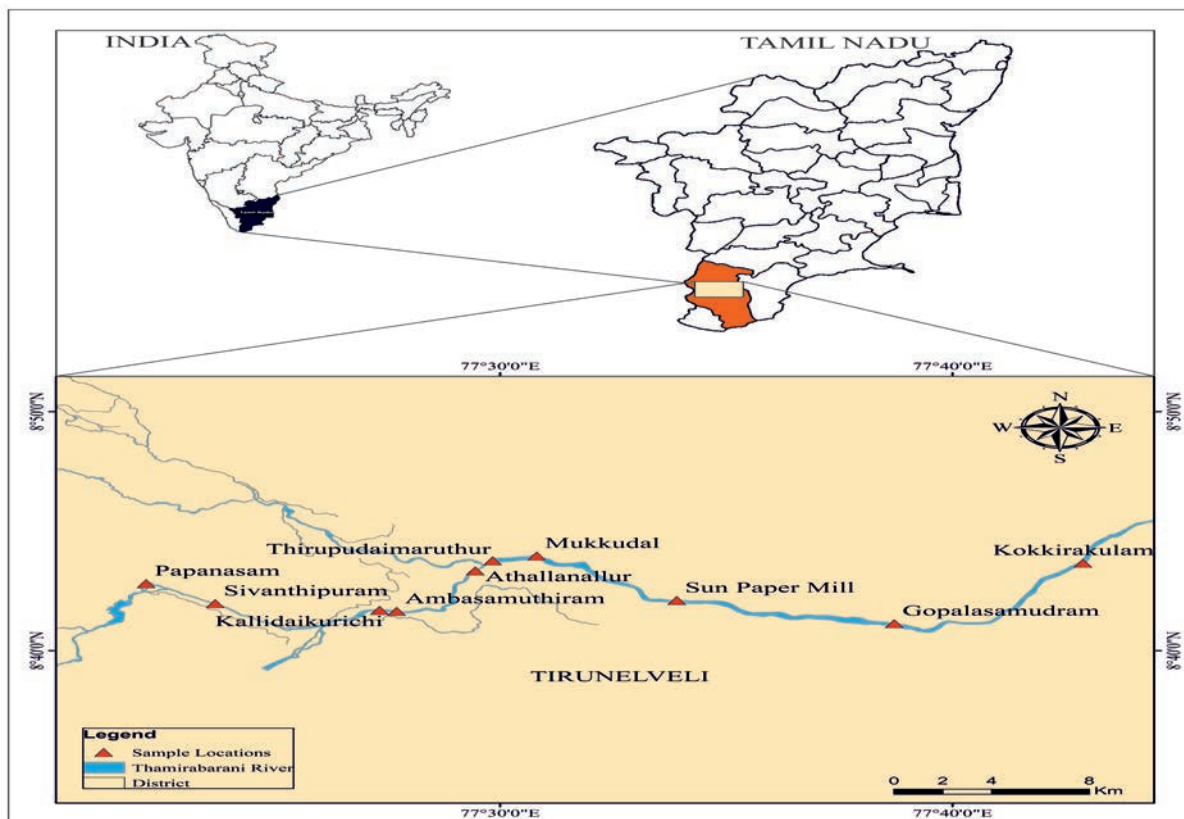 INDIA
TAMIL NADU
Tamil Nadu
77°30'0"E
77°40'0"E
8°50'0"N
8°50'0"N
N
W
E
S
Mukkudal
Thirupudaimaruthur
Kokkirakulam
Papanasam
Athallanallur
Sivanthipuram
Sun Paper Mill
Ambasamuthiram
Kallidaikurichi
Gopalasamudram
8°40'0"N
8°40'0"N
TIRUNELVELI
Legend
Sample Locations
Thamirabarani River
District
0 2 4 8
Km
77°30'0"E
77°40'0"E